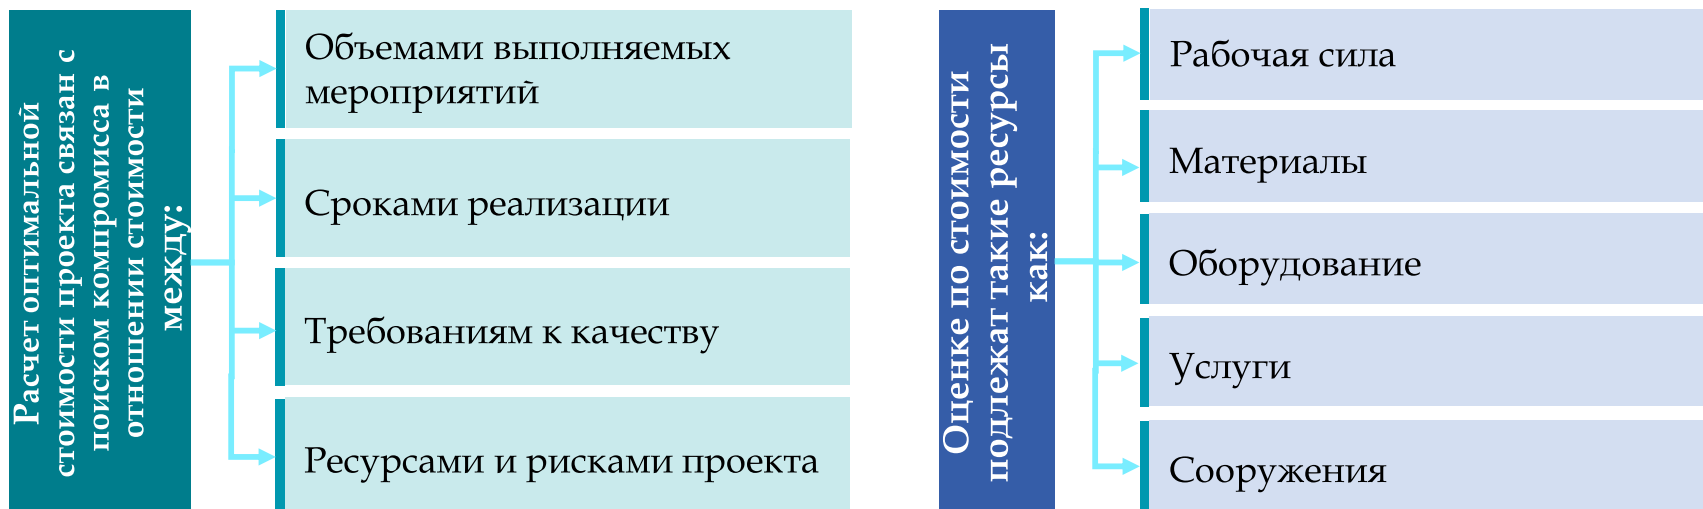 Расчет оптимальной
стоимости проекта связан с
поиском компромисса в
отношении стоимости
между:
Объемами выполняемых
мероприятий
Сроками реализации
Требованиям к качеству
Ресурсами и рисками проекта
Оценке по стоимости
подлежат такие ресурсы
как:
Рабочая сила
Материалы
Оборудование
Услуги
Сооружения